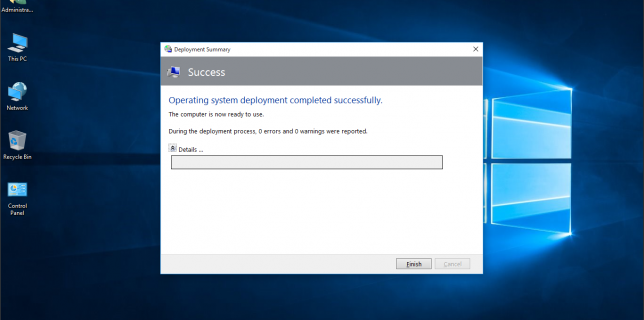 Administra...
This PC
Network
Recycle Bin
Control
Panel
Deployment Summary
Success
Operating system deployment completed successfully.
The computer is now ready to use.
During the deployment process, 0 errors and 0 warnings were reported.
Details ...
Finish
Cancel